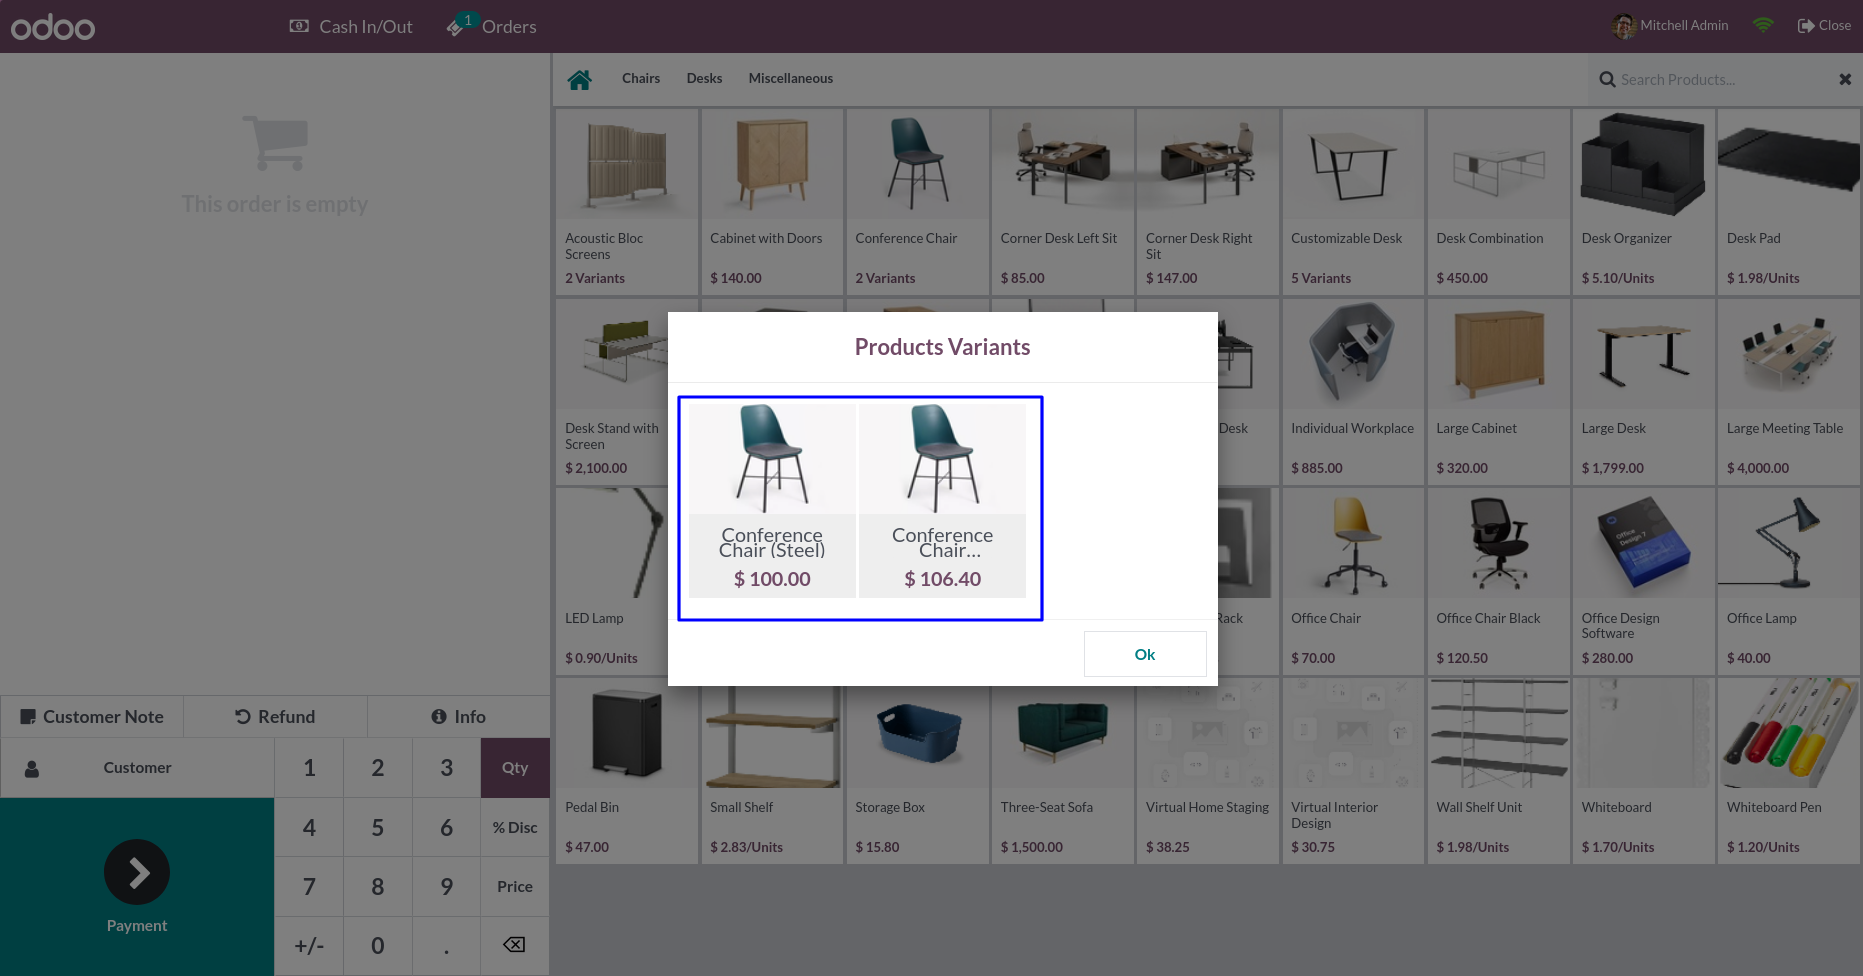 odoo
Cash In/Out
1
Orders
Mitchell Admin
Close
Chairs
Desks
Miscellaneous
Search Products...
This order is empty
Acoustic Bloc
Screens
2 Variants
Cabinet with Doors
$ 140.00
Conference Chair
2 Variants
Corner Desk Left Sit
$ 85.00
Corner Desk Right
Sit
$ 147.00
Customizable Desk
5 Variants
Desk Combination
$ 450.00
Desk Organizer
$ 5.10/Units
Desk Pad
$ 1.98/Units
Desk Stand with
Screen
$ 2,100.00
Desk
Individual Workplace
$ 885.00
Large Cabinet
$ 320.00
Large Desk
$ 1,799.00
Large Meeting Table
$ 4,000.00
Products Variants
Conference
Chair (Steel)
$ 100.00
Conference
Chair...
$ 106.40
Ok
LED Lamp
$ 0.90/Units
Rack
Office Chair
$ 70.00
Office Chair Black
$ 120.50
Office
Design 7
Office Design
Software
$ 280.00
Office Lamp
$ 40.00
Pedal Bin
$ 47.00
Small Shelf
$ 2.83/Units
Storage Box
$ 15.80
Three-Seat Sofa
$ 1,500.00
Virtual Home Staging
$ 38.25
Virtual Interior
Design
$ 30.75
Wall Shelf Unit
$ 1.98/Units
Whiteboard
$ 1.70/Units
Whiteboard Pen
$ 1.20/Units
Customer Note
Refund
Info
Customer
1 2 3 Qty
4 5 6 % Disc
7 8 9 Price
+/- 0 .
Payment